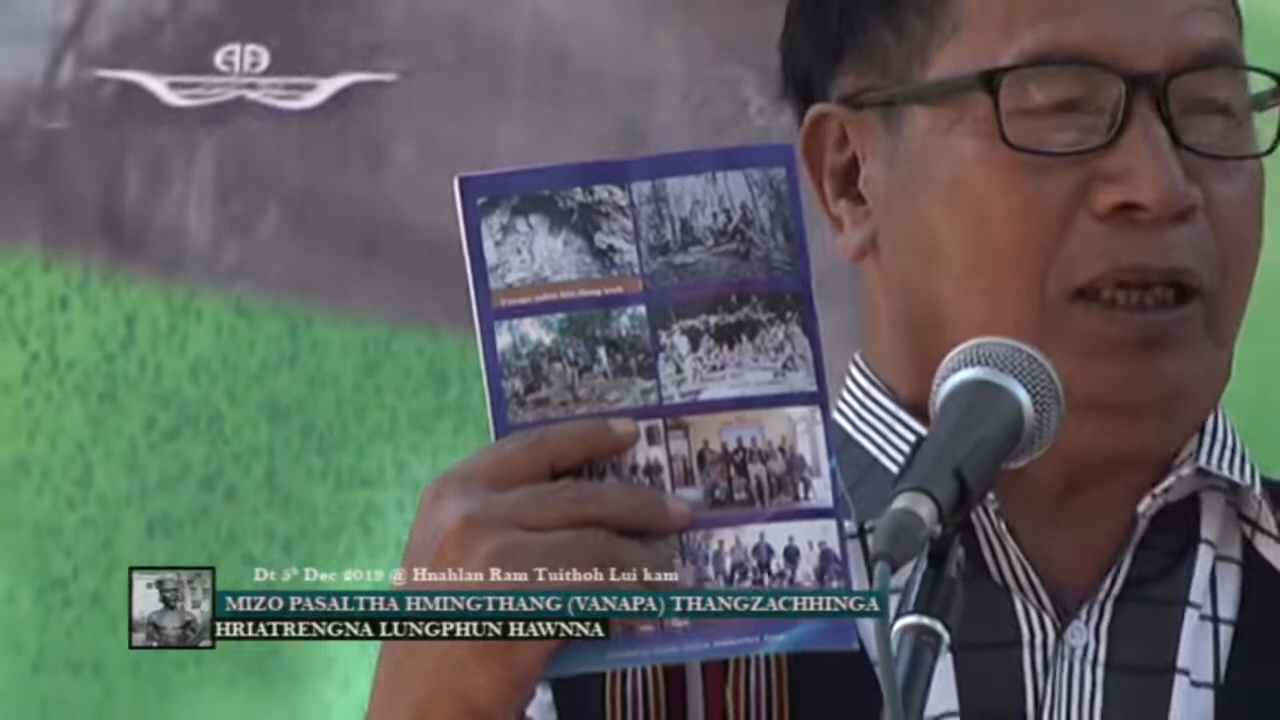 Dt 5th Dec 2019 @ Hnahlan Ram Tuithoh Lui kam
MIZO PASALTHA HMINGTHANG (VANAPA) THANGZACHHINGA
HRIATRENGNA LUNGPHUN HAWNNA